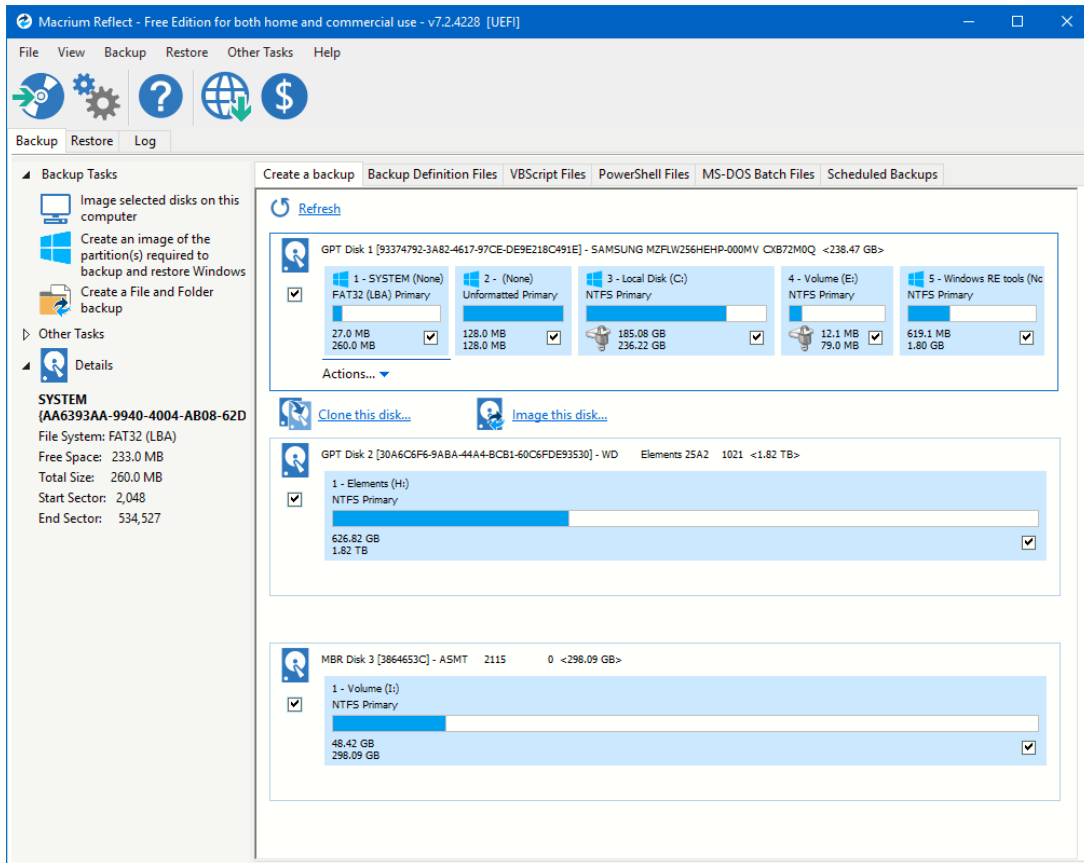 Macrium Reflect - Free Edition for both home and commercial use - v7.2.4228 [UEFI]
File View Backup Restore Other Tasks Help
Backup Restore Log
Backup Tasks
Image selected disks on this
computer
Create an image of the
partition(s) required to
backup and restore Windows
Create a File and Folder
backup
Other Tasks
Details
SYSTEM
(AA6393AA-9940-4004-AB08-62D
File System: FAT32 (LBA)
Free Space: 233.0 MB
Total Size: 260.0 MB
Start Sector: 2,048
End Sector: 534,527
Create a backup Backup Definition Files VBScript Files PowerShell Files MS-DOS Batch Files Scheduled Backups
Refresh
GPT Disk 1 [93374792-3A82-4617-97CE-DE9E218C491E] - SAMSUNG MZFLW256HEHP-000MV CXB72M0Q <238.47 GB>
1 - SYSTEM (None)
FAT32 (LBA) Primary
27.0 MB
260.0 MB
2 - (None)
Unformatted Primary
128.0 MB
128.0 MB
3 - Local Disk (C:)
NTFS Primary
185.08 GB
236.22 GB
4 - Volume (E:)
NTFS Primary
12.1 MB
79.0 MB
5 - Windows RE tools (Nc
NTFS Primary
619.1 MB
1.80 GB
Actions...
Clone this disk... Image this disk...
GPT Disk 2 [30A6C6F6-9ABA-44A4-BCB1-60C6FDE93530] - WD Elements 25A2 1021 <1.82 TB>
1 - Elements (H:)
NTFS Primary
626.82 GB
1.82 TB
MBR Disk 3 [3864653C] - ASMT 2115 0 <298.09 GB>
1 - Volume (I:)
NTFS Primary
48.42 GB
298.09 GB